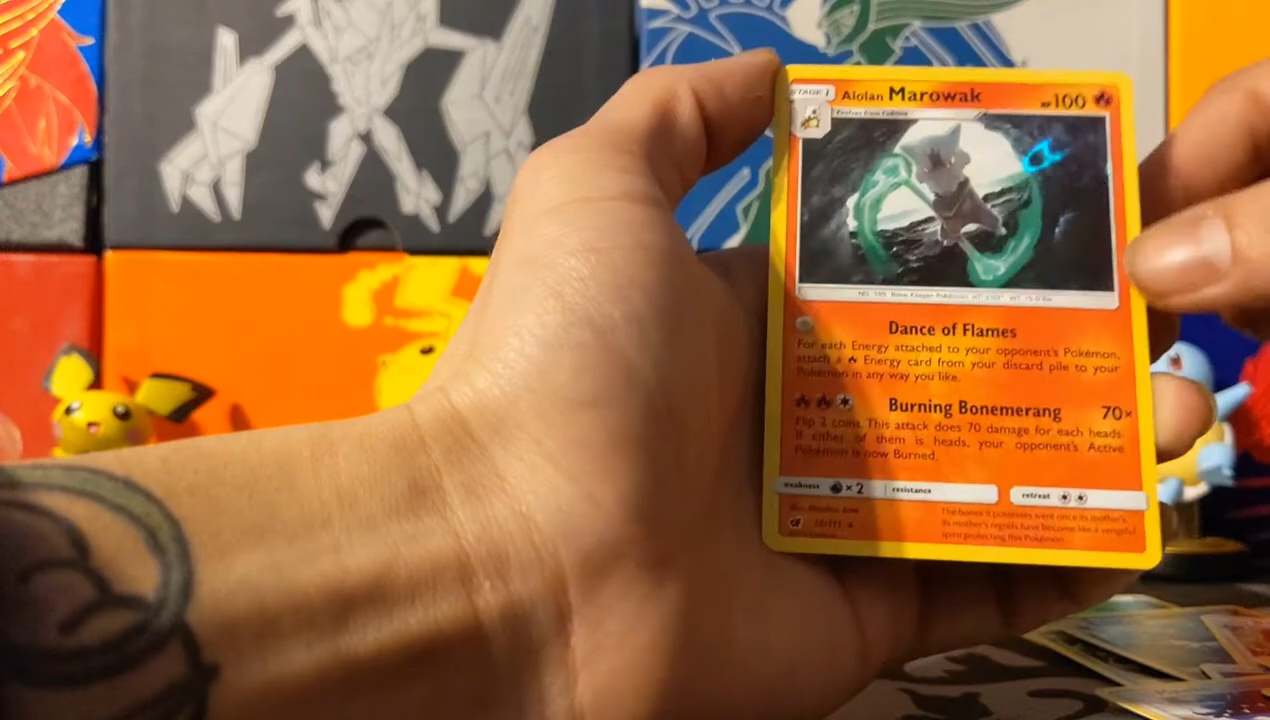 STAGE 1
Alolan Marowak
HP100
Evolves from Cubone
NO. 105 Bone Keeper Pokémon HT: 3'03" WT: 75.0 lbs.
Dance of Flames
For each Energy attached to your opponent's Pokémon,
attach a Energy card from your discard pile to your
Pokémon in any way you like.
Burning Bonemerang 70×
Flip 2 coins. This attack does 70 damage for each heads.
If either of them is heads, your opponent's Active
Pokémon is now Burned.
weakness ×2 resistance retreat
The bones it possesses were once its mother's.
Its mother's regrets have become like a vengeful
spirit protecting this Pokémon.